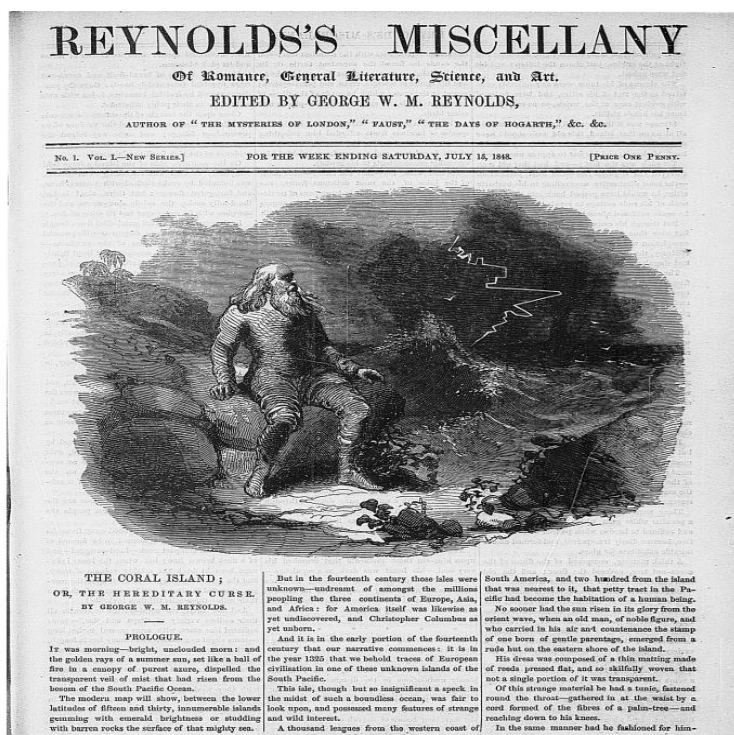 REYNOLDS'S MISCELLANY
Of Romance, General Literature, Science, and Art.
EDITED BY GEORGE W. M. REYNOLDS,
AUTHOR OF "THE MYSTERIES OF LONDON," "FAUST," "THE DAYS OF HOGARTH," &C. &C.
No. 1. Vol. I.—New Series.]
FOR THE WEEK ENDING SATURDAY, JULY 15, 1848.
[Price One Penny.
THE CORAL ISLAND;
OR, THE HEREDITARY CURSE.
BY GEORGE W. M. REYNOLDS.
PROLOGUE.
It was morning—bright, unclouded morn: and
the golden rays of a summer sun, set like a ball of
fire in a canopy of purest azure, dispelled the
transparent veil of mist that had risen from the
bosom of the South Pacific Ocean.
The modern map will show, between the lower
latitudes of fifteen and thirty, innumerable islands
gemming with emerald brightness or studding
with barren rocks the surface of that mighty sea.
But in the fourteenth century those isles were
unknown—undreamt of amongst the millions
peopling the three continents of Europe, Asia,
and Africa: for America itself was likewise as
yet undiscovered, and Christopher Columbus as
yet unborn.
And it is in the early portion of the fourteenth
century that our narrative commences: it is in
the year 1325 that we behold traces of European
civilisation in one of these unknown islands of the
South Pacific.
This isle, though but so insignificant a speck in
the midst of such a boundless ocean, was fair to
look upon, and possessed many features of strange
and wild interest.
A thousand leagues from the western coast of
South America, and two hundred from the island
that was nearest to it, that petty tract in the Pa-
cific had become the habitation of a human being.
No sooner had the sun risen in its glory from the
orient wave, when an old man, of noble figure, and
who carried in his air and countenance the stamp
of one born of gentle parentage, emerged from a
rude hut on the eastern shore of the island.
His dress was composed of a thin matting made
of reeds pressed flat, and so skilfully woven that
not a single portion of it was transparent.
Of this strange material he had a tunic, fastened
round the throat—gathered in at the waist by a
cord formed of the fibres of a palm-tree—and
reaching down to his knees.
In the same manner had he fashioned for him-